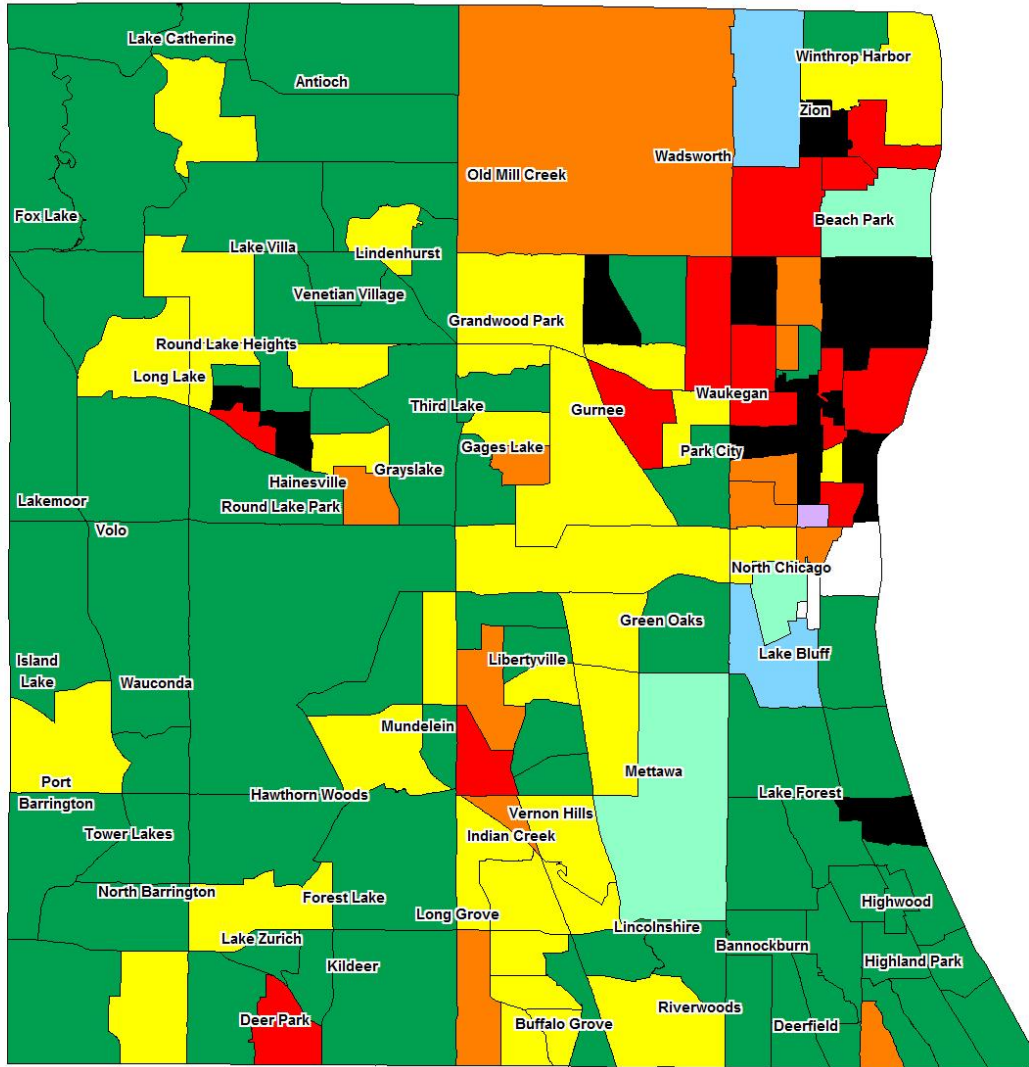 Lake Catherine
Winthrop Harbor
Antioch
Zion
Wadsworth
Old Mill Creek
Fox Lake
Beach Park
Lake Villa
Lindenhurst
Venetian Village
Grandwood Park
Round Lake Heights
Long Lake
Waukegan
Third Lake
Gurnee
Gages Lake
Park City
Grayslake
Hainesville
Lakemoor
Round Lake Park
Volo
North Chicago
Green Oaks
Lake Bluff
Libertyville
Island
Lake
Wauconda
Mundelein
Mettawa
Port
Barrington
Hawthorn Woods
Lake Forest
Vernon Hills
Tower Lakes
Indian Creek
North Barrington
Forest Lake
Highwood
Long Grove
Lincolnshire
Lake Zurich
Bannockburn
Highland Park
Kildeer
Riverwoods
Deer Park
Buffalo Grove
Deerfield